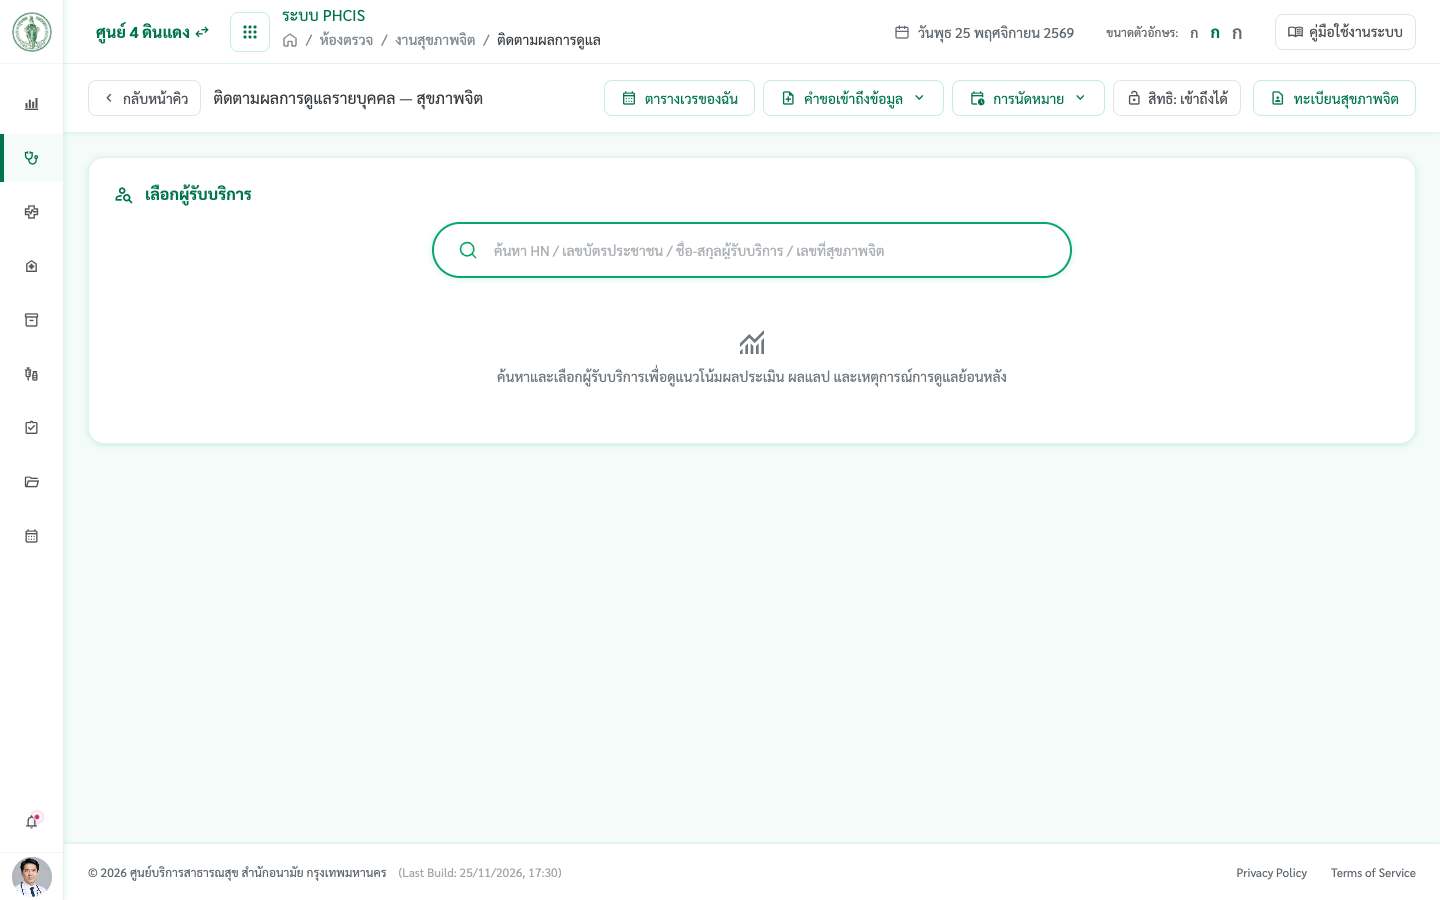 ศูนย์ 4 ดินแดง
ระบบ PHCIS
/ ห้องตรวจ / งานสุขภาพจิต / ติดตามผลการดูแล
วันพุธ 25 พฤศจิกายน 2569
ขนาดตัวอักษร: ก ก ก
คู่มือใช้งานระบบ
กลับหน้าคิว
ติดตามผลการดูแลรายบุคคล — สุขภาพจิต
ตารางเวรของฉัน
คำขอเข้าถึงข้อมูล
การนัดหมาย
สิทธิ: เข้าถึงได้
ทะเบียนสุขภาพจิต
เลือกผู้รับบริการ
ค้นหา HN / เลขบัตรประชาชน / ชื่อ-สกุลผู้รับบริการ / เลขที่สุขภาพจิต
ค้นหาและเลือกผู้รับบริการเพื่อดูแนวโน้มผลประเมิน ผลแลป และเหตุการณ์การดูแลย้อนหลัง
© 2026 ศูนย์บริการสาธารณสุข สำนักอนามัย กรุงเทพมหานคร (Last Build: 25/11/2026, 17:30)
Privacy Policy
Terms of Service